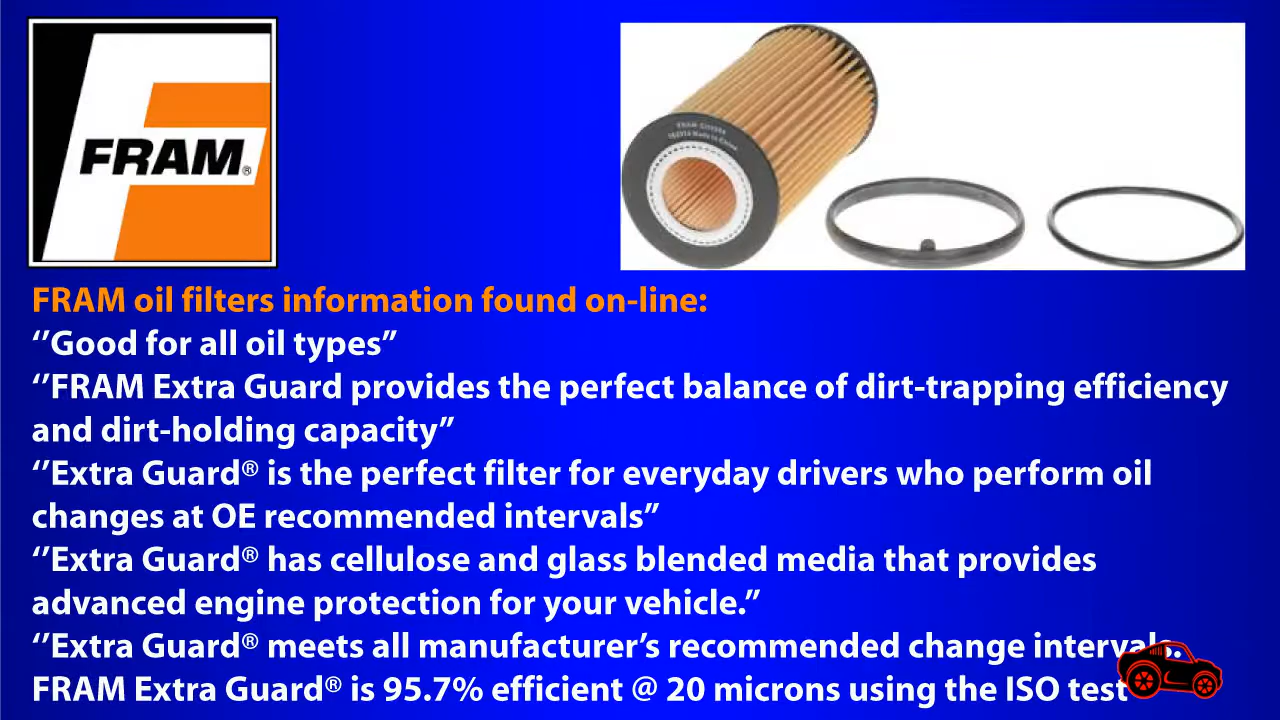 FRAM®
FRAM oil filters information found on-line:
‘’Good for all oil types”
‘’FRAM Extra Guard provides the perfect balance of dirt-trapping efficiency
and dirt-holding capacity”
‘’Extra Guard® is the perfect filter for everyday drivers who perform oil
changes at OE recommended intervals”
‘’Extra Guard® has cellulose and glass blended media that provides
advanced engine protection for your vehicle.”
‘’Extra Guard® meets all manufacturer’s recommended change intervals.
FRAM Extra Guard® is 95.7% efficient @ 20 microns using the ISO test